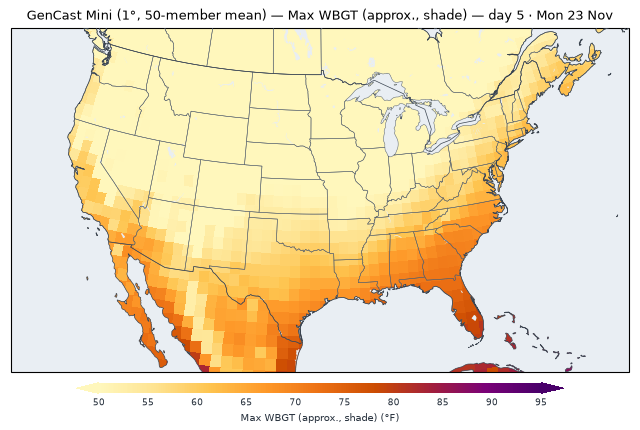 GenCast Mini (1°, 50-member mean) — Max WBGT (approx., shade) — day 5 · Mon 23 Nov
50 55 60 65 70 75 80 85 90 95
Max WBGT (approx., shade) (°F)